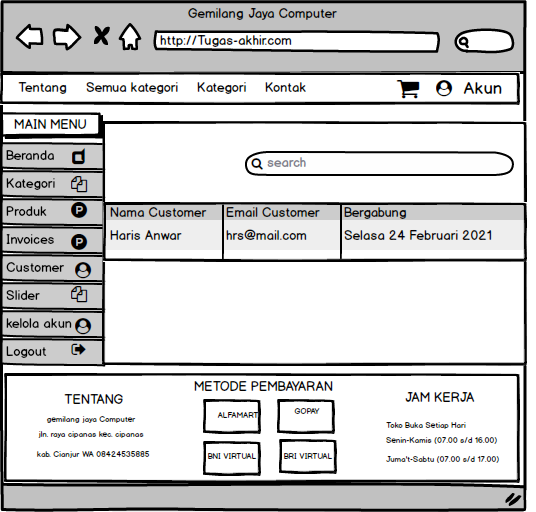 Gemilang Jaya Computer
http://Tugas-akhir.com
Tentang Semua kategori Kategori Kontak Akun
MAIN MENU
Beranda
Kategori
Produk
Invoices
Customer
Slider
kelola akun
Logout
search
Nama Customer Email Customer Bergabung
Haris Anwar hrs@mail.com Selasa 24 Februari 2021
TENTANG
gemilang jaya Computer
jln. raya cipanas kec. cipanas
kab. Cianjur WA 08424535885
METODE PEMBAYARAN
ALFAMART GOPAY
BNI VIRTUAL BRI VIRTUAL
JAM KERJA
Toko Buka Setiap Hari
Senin-Kamis (07.00 s/d 16.00)
Juma't-Sabtu (07.00 s/d 17.00)